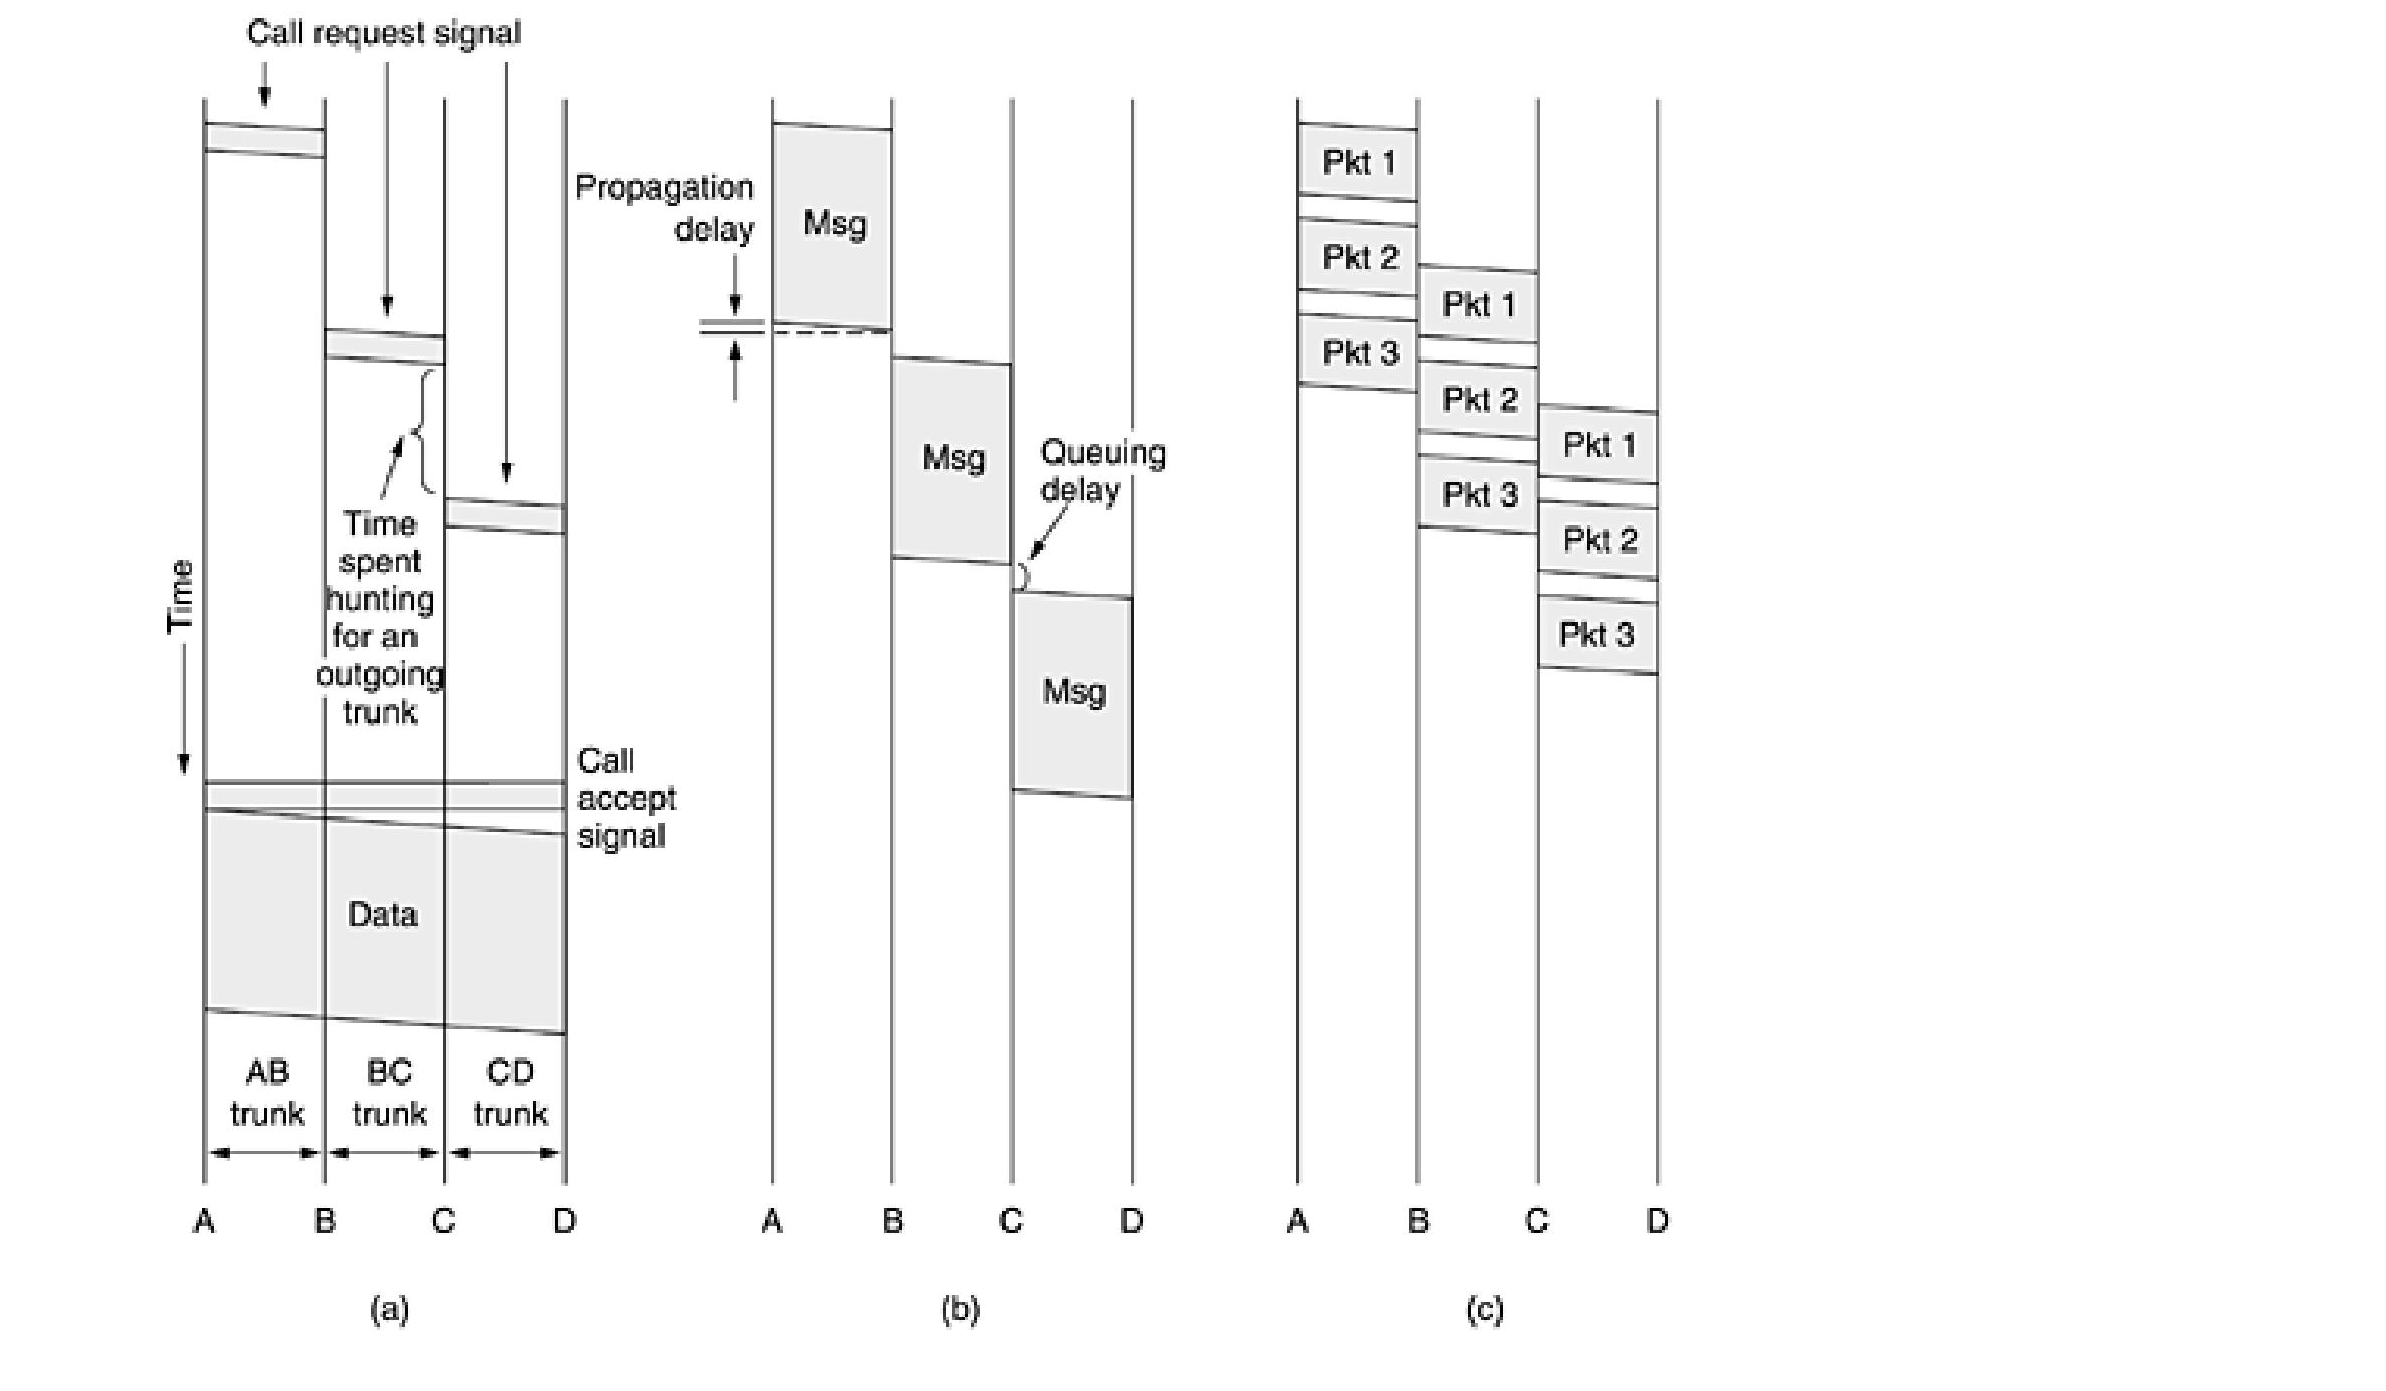 Call request signal
Time
spent
hunting
for an
outgoing
trunk
Time
Call
accept
signal
Data
AB
trunk
BC
trunk
CD
trunk
A
B
C
D
(a)
Propagation
delay
Msg
Msg
Queuing
delay
Msg
A
B
C
D
(b)
Pkt 1
Pkt 2
Pkt 3
Pkt 1
Pkt 2
Pkt 3
Pkt 1
Pkt 2
Pkt 3
A
B
C
D
(c)